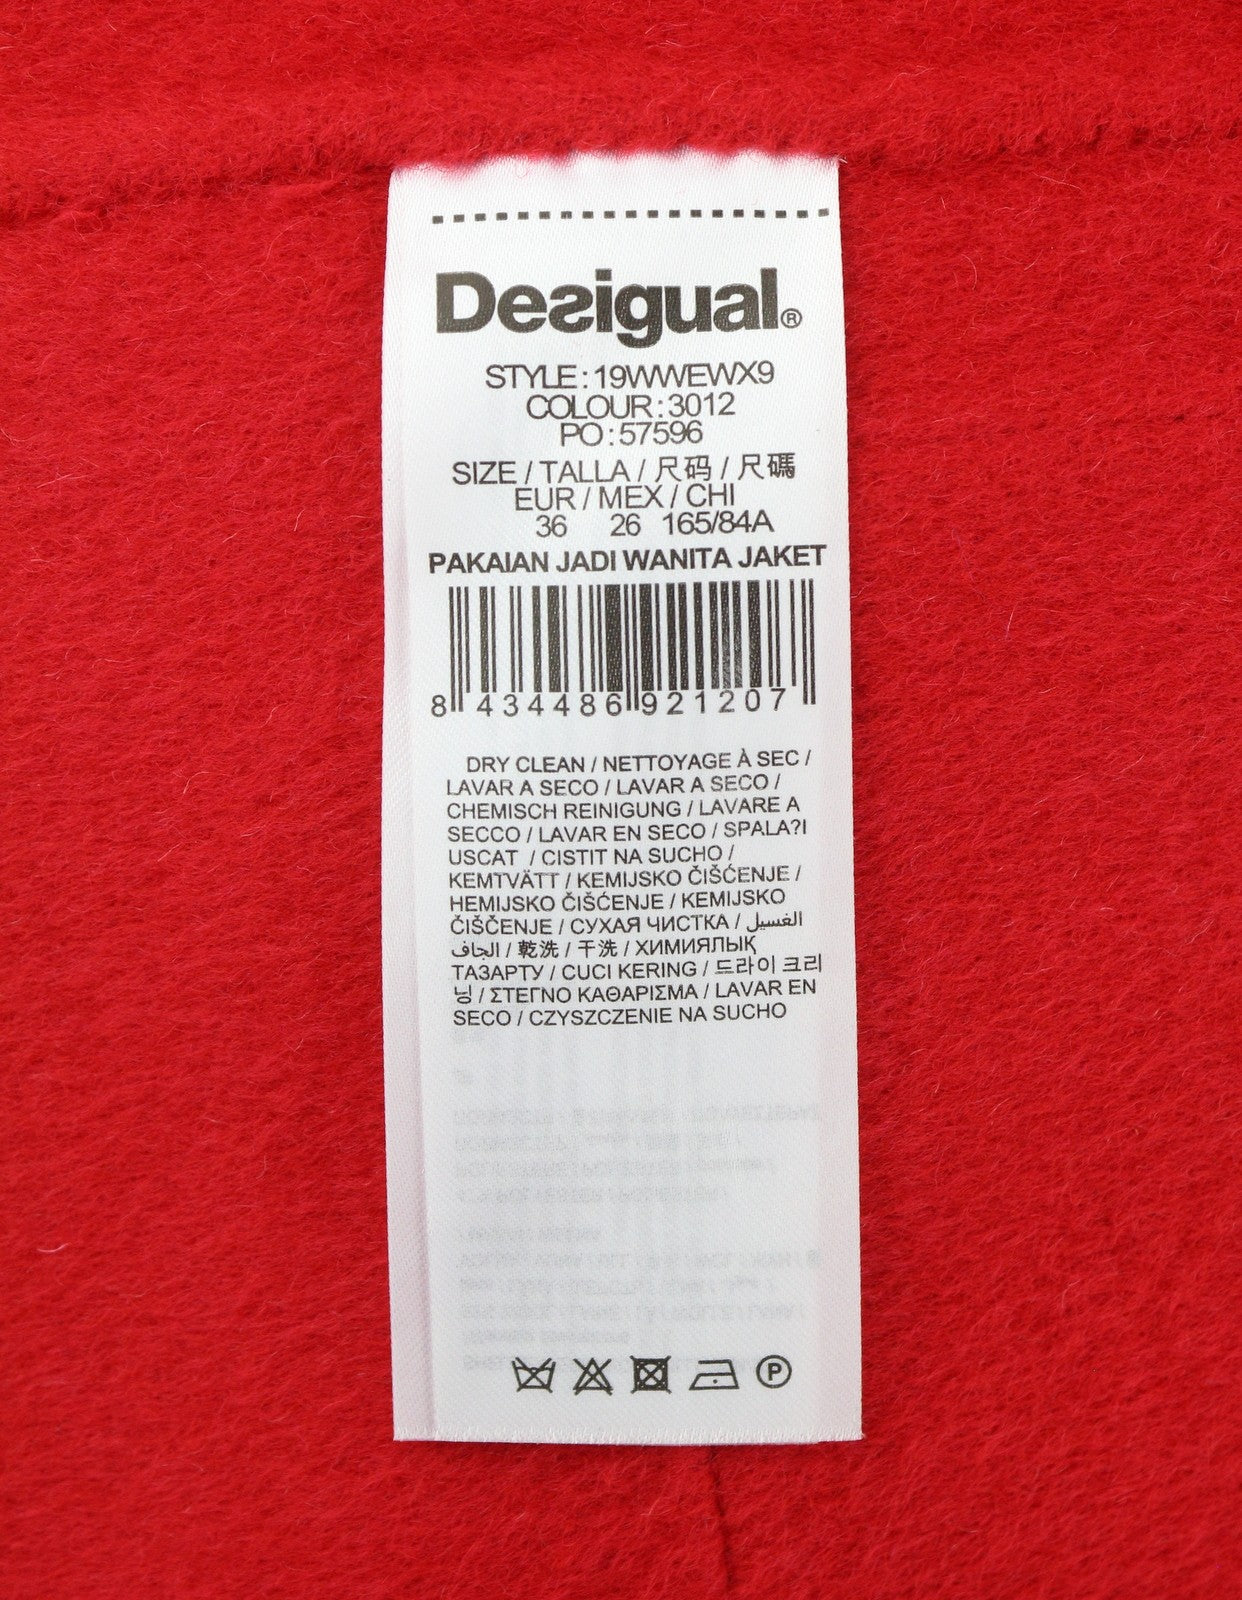 Desigual®
STYLE : 19WWEWX9
COLOUR : 3012
PO : 57596
SIZE / TALLA / 尺码 / 尺碼
EUR / MEX / CHI
36 26 165/84A
PAKAIAN JADI WANITA JAKET
8 434486 921207
DRY CLEAN / NETTOYAGE À SEC /
LAVAR A SECO / LAVAR A SECO /
CHEMISCH REINIGUNG / LAVARE A
SECCO / LAVAR EN SECO / SPALA?I
USCAT / CISTIT NA SUCHO /
KEMTVÄTT / KEMIJSKO ČIŠĆENJE /
HEMIJSKO ČIŠĆENJE / KEMIJSKO
ČIŠČENJE / СУХАЯ ЧИСТКА / الغسيل
الجاف / 乾洗 / 干洗 / ХИМИЯЛЫҚ
ТАЗАРТУ / CUCI KERING / 드라이 크리
닝 / ΣΤΕΓΝΟ ΚΑΘΑΡΙΣΜΑ / LAVAR EN
SECO / CZYSZCZENIE NA SUCHO
P